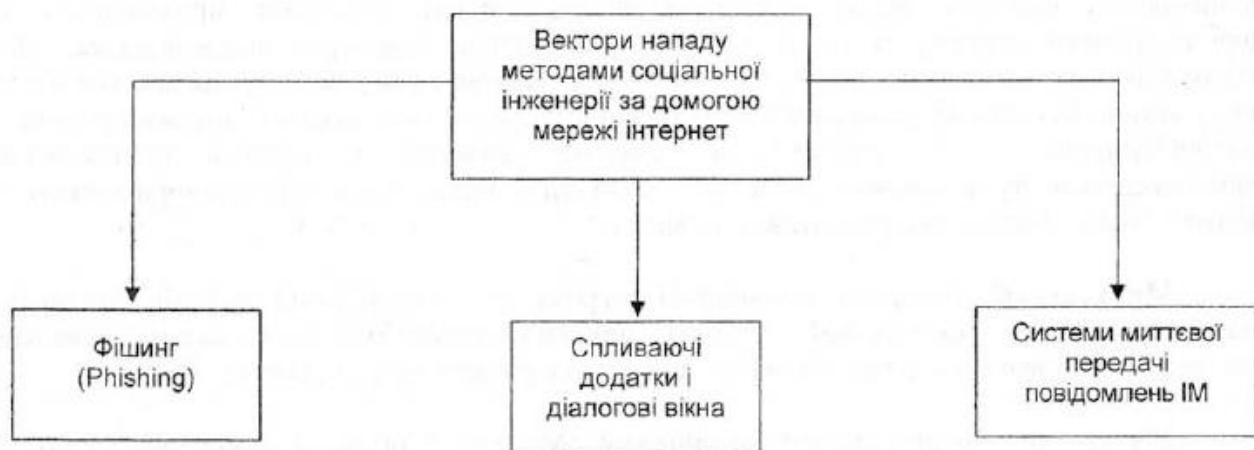 Вектори нападу
методами соціальної
інженерії за домогою
мережі інтернет
Фішинг
(Phishing)
Спливаючі
додатки і
діалогові вікна
Системи миттєвої
передачі
повідомлень ІМ